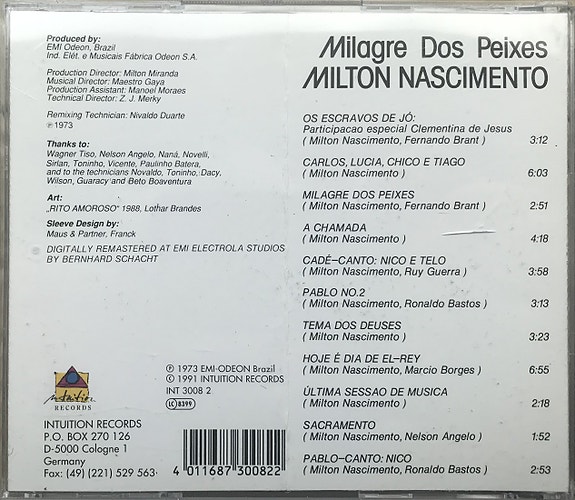 Produced by:
EMI Odeon, Brazil
Ind. Elét. e Musicais Fábrica Odeon S.A.
Production Director: Milton Miranda
Musical Director: Maestro Gaya
Production Assistant: Manoel Moraes
Technical Director: Z. J. Merky
Remixing Technician: Nivaldo Duarte
℗ 1973
Thanks to:
Wagner Tiso, Nelson Angelo, Naná, Novelli,
Sirlan, Toninho, Vicente, Paulinho Batera,
and to the technicians Novaldo, Toninho, Dacy,
Wilson, Guaracy and Beto Boaventura
Art:
„RITO AMOROSO" 1988, Lothar Brandes
Sleeve Design by:
Maus & Partner, Franck
DIGITALLY REMASTERED AT EMI ELECTROLA STUDIOS
BY BERNHARD SCHACHT
intuition
RECORDS
℗ 1973 EMI-ODEON Brazil
© 1991 INTUITION RECORDS
INT 3008 2
LC 8399
INTUITION RECORDS
P.O. BOX 270 126
D-5000 Cologne 1
Germany
Fax: (49) (221) 529 563
4 011687 300822
Milagre Dos Peixes
MILTON NASCIMENTO
OS ESCRAVOS DE JÓ:
Participacao especial Clementina de Jesus
( Milton Nascimento, Fernando Brant ) 3:12
CARLOS, LUCIA, CHICO E TIAGO
( Milton Nascimento ) 6:03
MILAGRE DOS PEIXES
( Milton Nascimento, Fernando Brant ) 2:51
A CHAMADA
( Milton Nascimento ) 4:18
CADÉ-CANTO: NICO E TELO
( Milton Nascimento, Ruy Guerra ) 3:58
PABLO NO.2
( Milton Nascimento, Ronaldo Bastos ) 3:13
TEMA DOS DEUSES
( Milton Nascimento ) 3:23
HOJE É DIA DE EL-REY
( Milton Nascimento, Marcio Borges ) 6:55
ÚLTIMA SESSAO DE MUSICA
( Milton Nascimento ) 2:18
SACRAMENTO
( Milton Nascimento, Nelson Angelo ) 1:52
PABLO-CANTO: NICO
( Milton Nascimento, Ronaldo Bastos ) 2:53